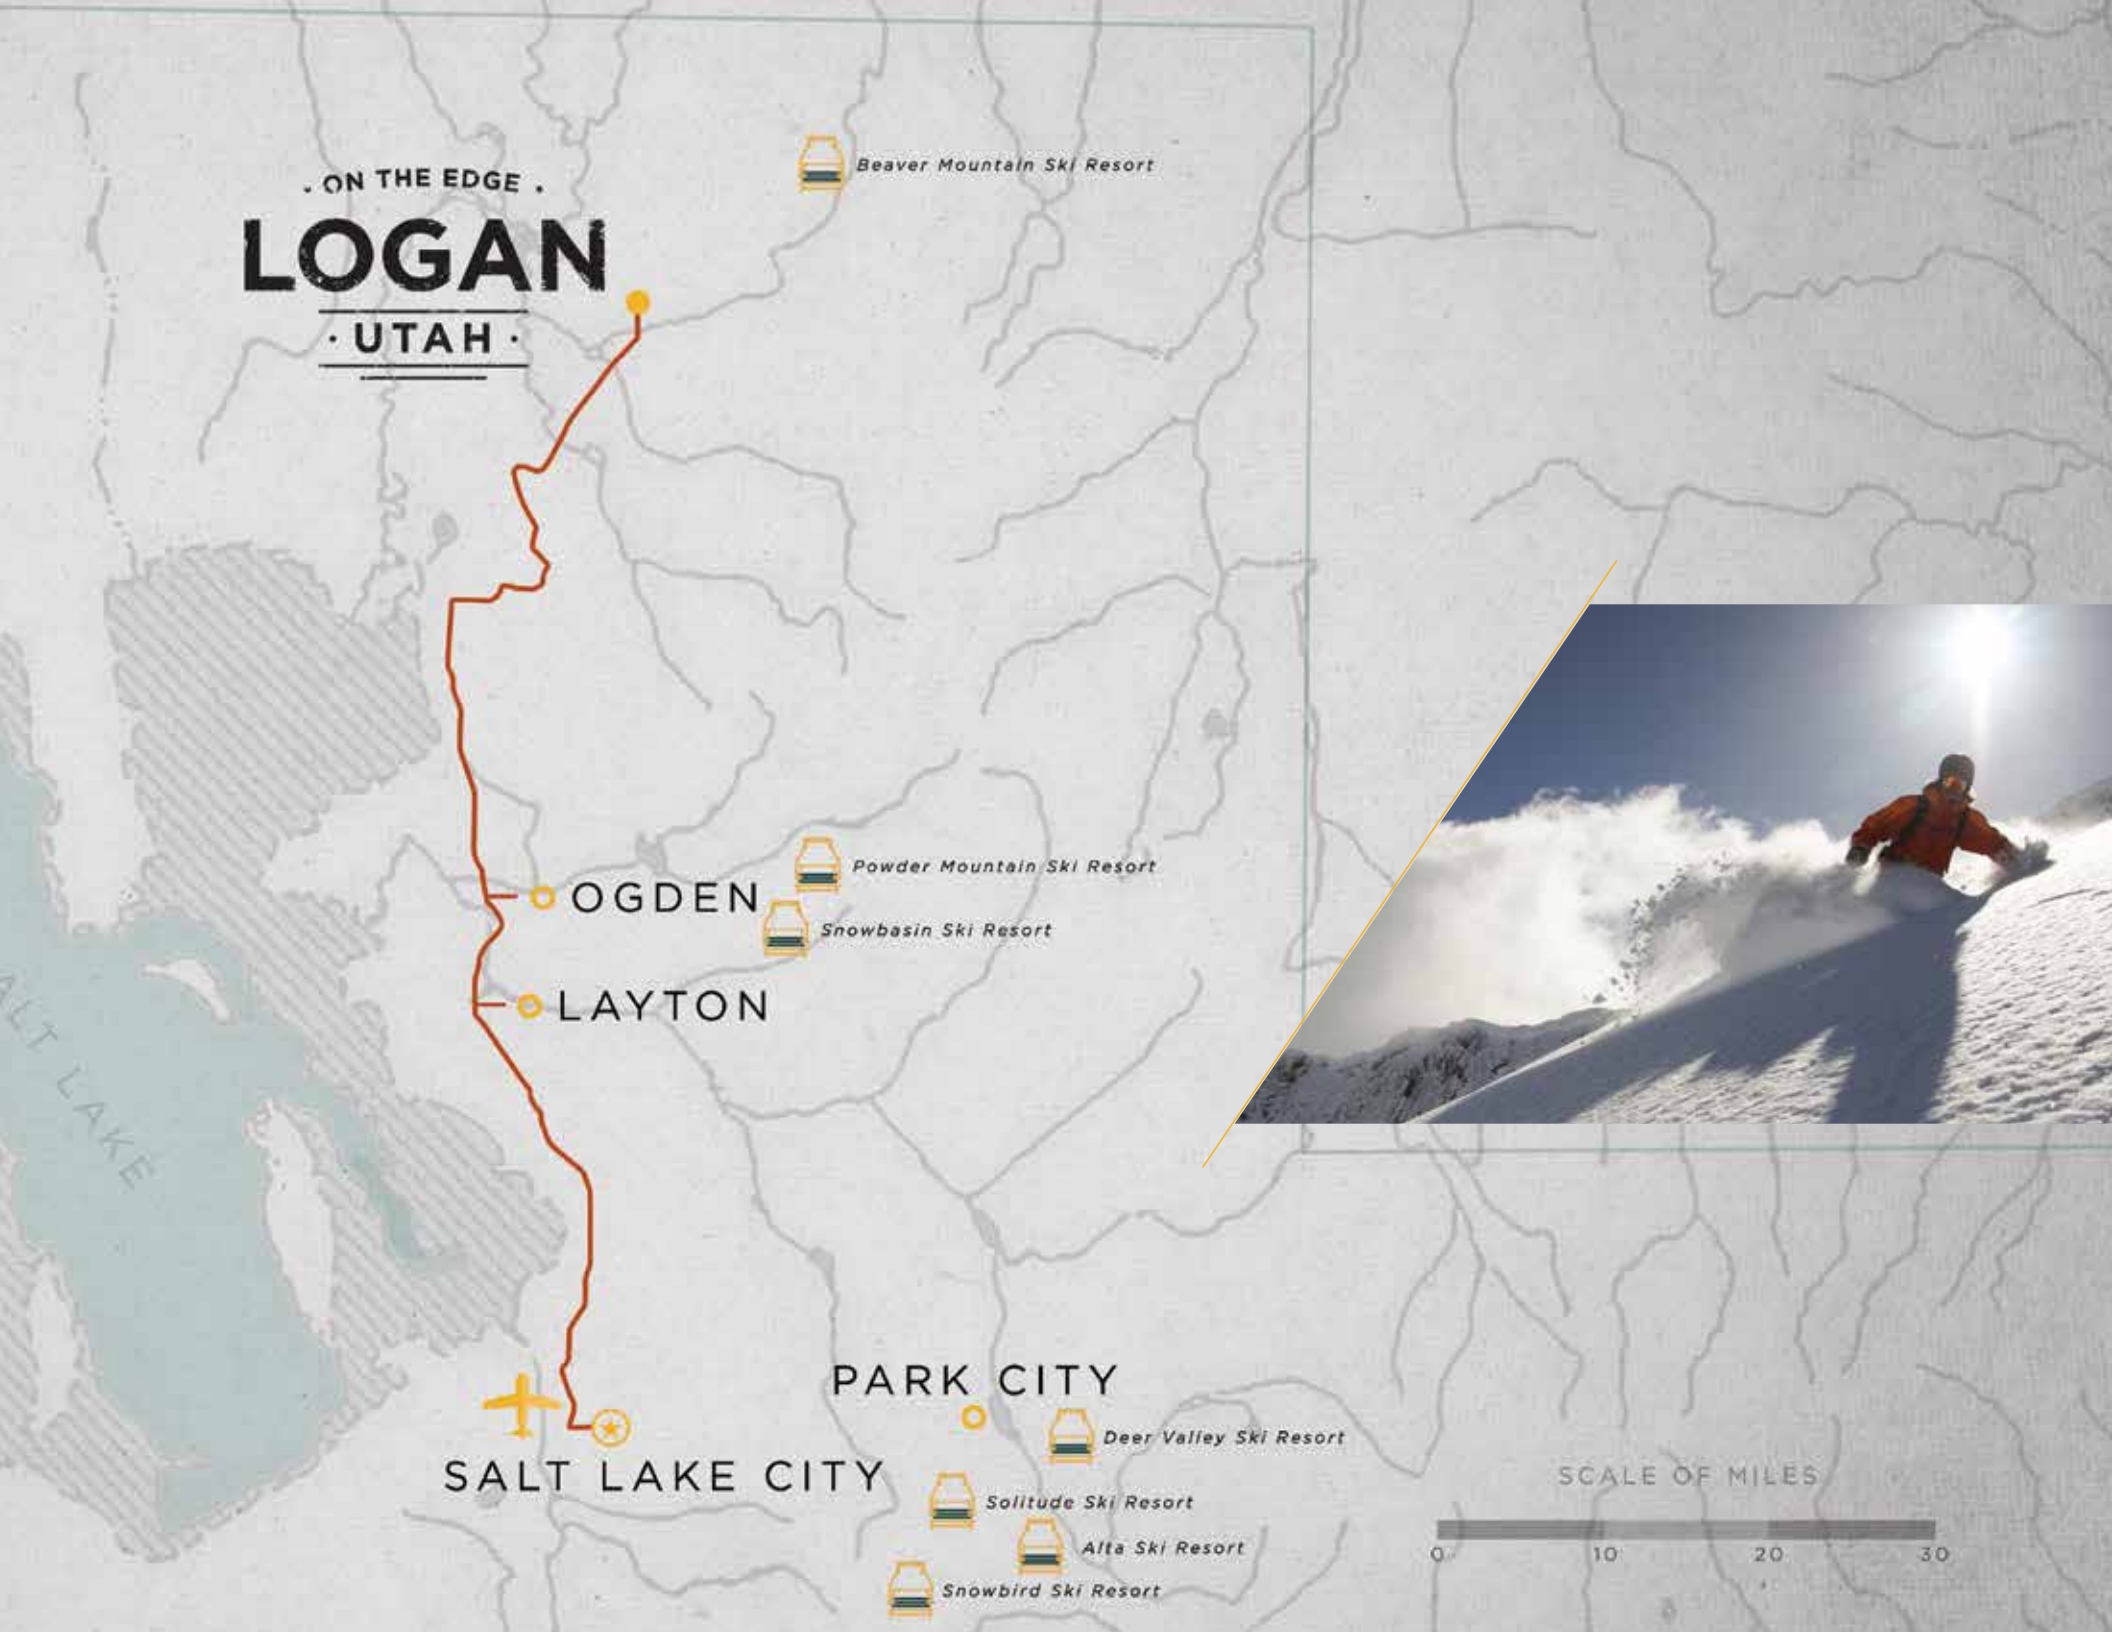 . ON THE EDGE .
LOGAN
· UTAH ·
Beaver Mountain Ski Resort
Powder Mountain Ski Resort
OGDEN
Snowbasin Ski Resort
LAYTON
ALT LAKE
PARK CITY
Deer Valley Ski Resort
SALT LAKE CITY
Solitude Ski Resort
Alta Ski Resort
Snowbird Ski Resort
SCALE OF MILES
0 10 20 30